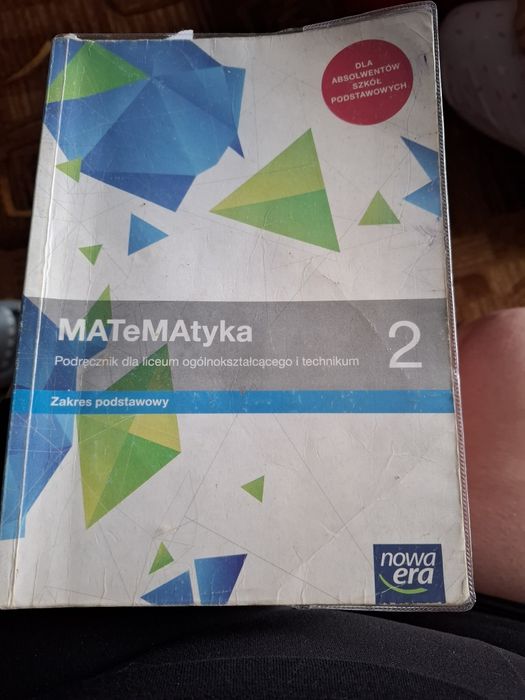 DLA
ABSOLWENTÓW
SZKÓŁ
PODSTAWOWYCH
MATeMAtyka
2
Podręcznik dla liceum ogólnokształcącego i technikum
Zakres podstawowy
nowa
era